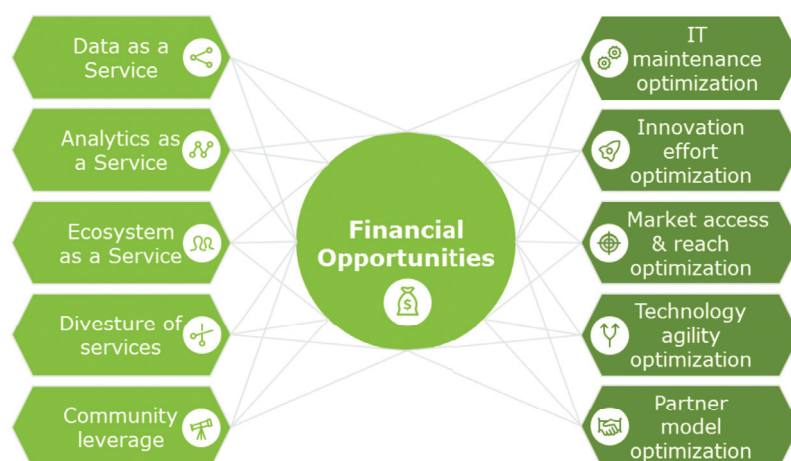 Data as a
Service
Analytics as
a Service
Ecosystem
as a Service
Divesture of
services
Community
leverage
Financial
Opportunities
$
IT
maintenance
optimization
Innovation
effort
optimization
Market access
& reach
optimization
Technology
agility
optimization
Partner
model
optimization